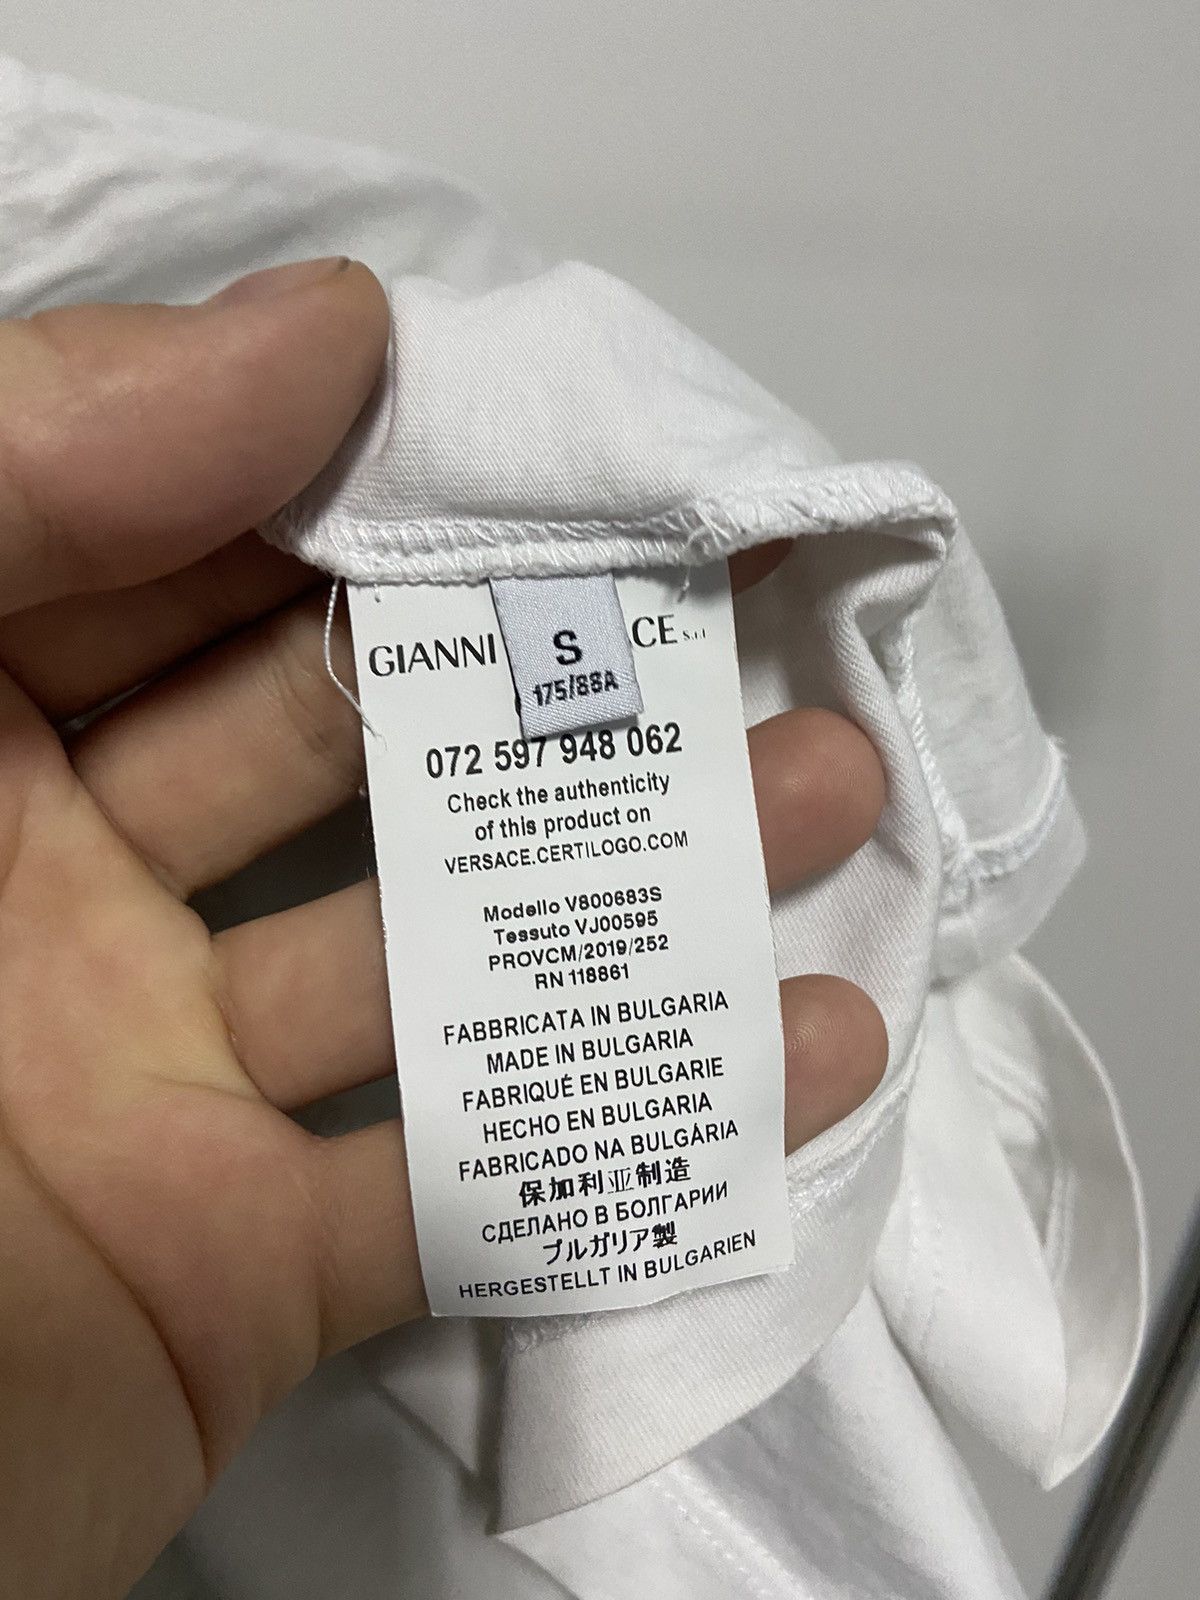 GIANNI CE S.r.l
S
175/88A
072 597 948 062
Check the authenticity
of this product on
VERSACE.CERTILOGO.COM
Modello V800683S
Tessuto VJ00595
PROVCM/2019/252
RN 118861
FABBRICATA IN BULGARIA
MADE IN BULGARIA
FABRIQUÉ EN BULGARIE
HECHO EN BULGARIA
FABRICADO NA BULGÁRIA
保加利亚制造
СДЕЛАНО В БОЛГАРИИ
ブルガリア製
HERGESTELLT IN BULGARIEN